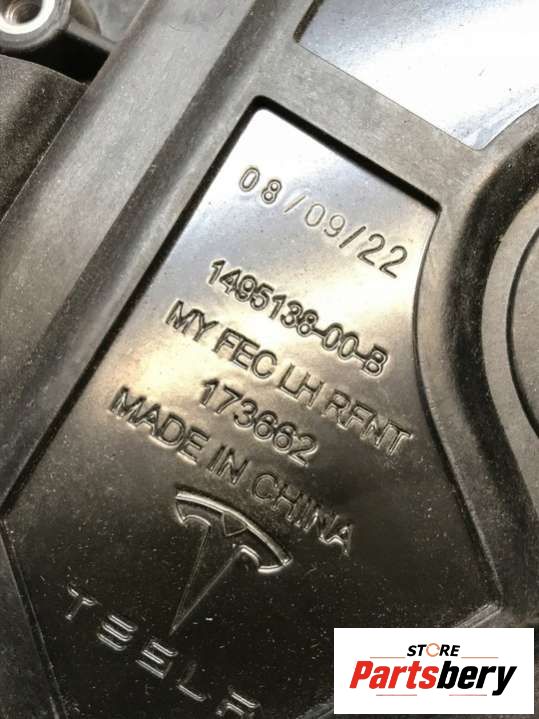 08/09/22
1495138-00-B
MY FEC LH RFNT
173662
MADE IN CHINA
TESLA
STORE
Partsbery